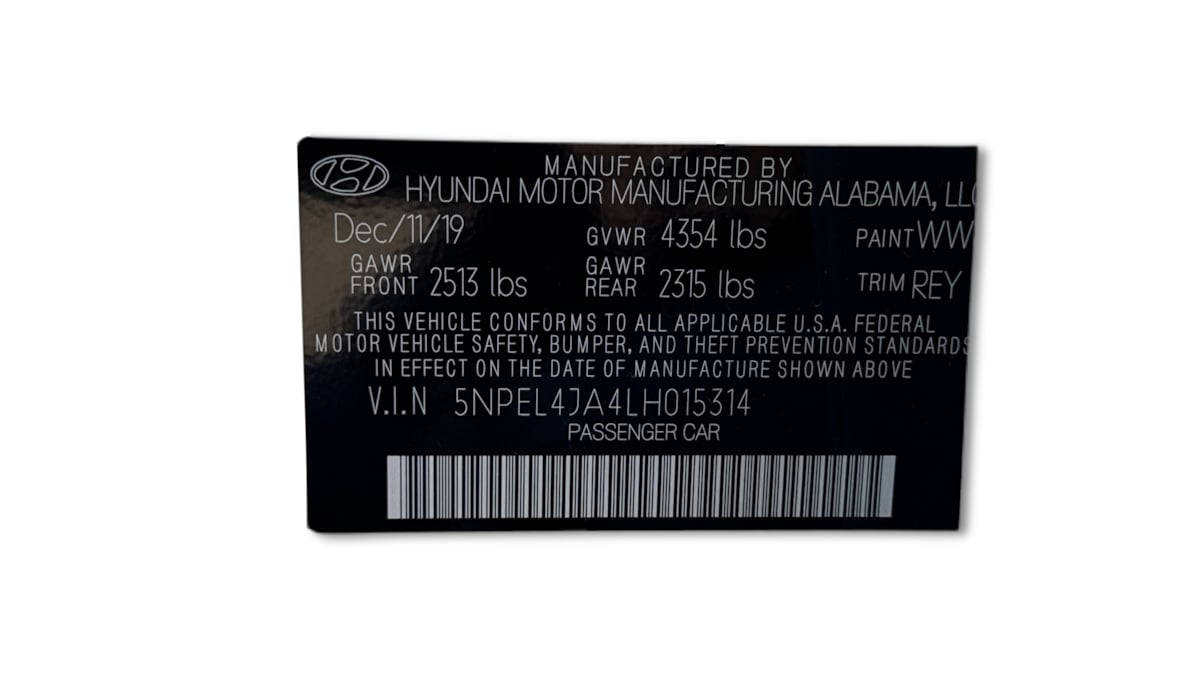 MANUFACTURED BY
HYUNDAI MOTOR MANUFACTURING ALABAMA, LLC
Dec/11/19 GVWR 4354 lbs PAINT WW
GAWR FRONT 2513 lbs GAWR REAR 2315 lbs TRIM REY
THIS VEHICLE CONFORMS TO ALL APPLICABLE U.S.A. FEDERAL
MOTOR VEHICLE SAFETY, BUMPER, AND THEFT PREVENTION STANDARDS
IN EFFECT ON THE DATE OF MANUFACTURE SHOWN ABOVE
V.I.N 5NPEL4JA4LH015314
PASSENGER CAR